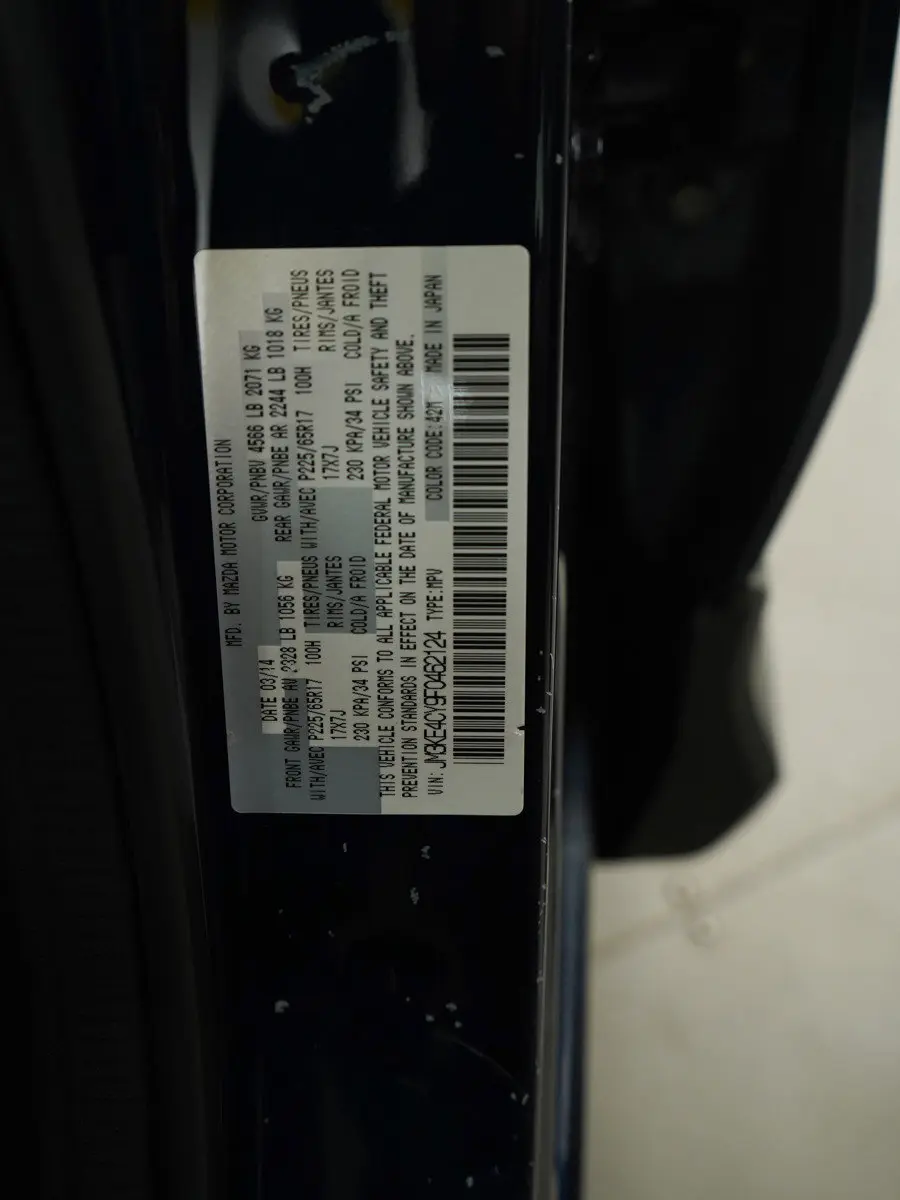 MFD. BY MAZDA MOTOR CORPORATION
DATE 03/14 GVWR/PNBV 4566 LB 2071 KG
FRONT GAWR/PNBE AV 2328 LB 1056 KG REAR GAWR/PNBE AR 2244 LB 1018 KG
WITH/AVEC P225/65R17 100H TIRES/PNEUS WITH/AVEC P225/65R17 100H TIRES/PNEUS
17X7J RIMS/JANTES 17X7J RIMS/JANTES
230 KPA/34 PSI COLD/A FROID 230 KPA/34 PSI COLD/A FROID
THIS VEHICLE CONFORMS TO ALL APPLICABLE FEDERAL MOTOR VEHICLE SAFETY AND THEFT
PREVENTION STANDARDS IN EFFECT ON THE DATE OF MANUFACTURE SHOWN ABOVE.
VIN: JM3KE4CY9F0462124 TYPE:MPV COLOR CODE:42M MADE IN JAPAN